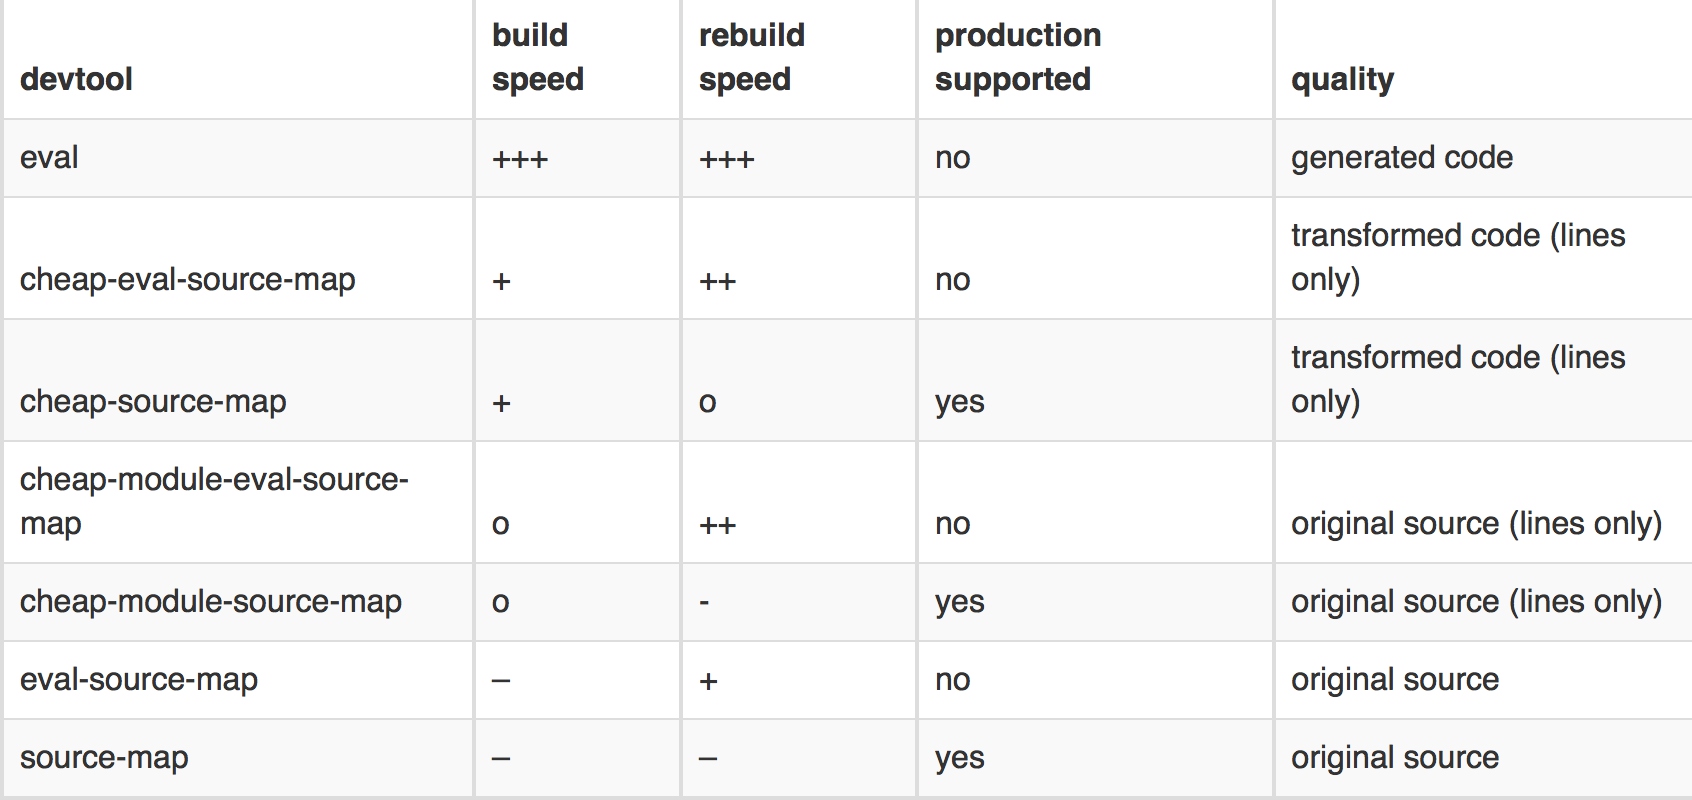 devtool build speed rebuild speed production supported quality
eval +++ +++ no generated code
cheap-eval-source-map + ++ no transformed code (lines only)
cheap-source-map + o yes transformed code (lines only)
cheap-module-eval-source-map o ++ no original source (lines only)
cheap-module-source-map o - yes original source (lines only)
eval-source-map – + no original source
source-map – – yes original source